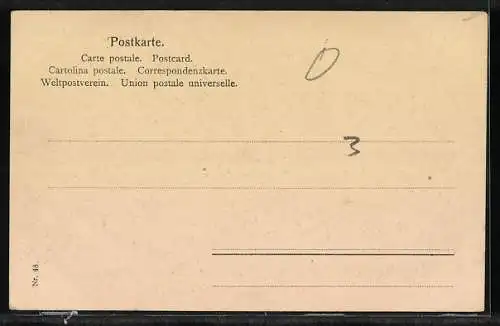 Postkarte.
Carte postale. Postcard.
Cartolina postale. Correspondenzkarte.
Weltpostverein. Union postale universelle.
0
3
Nr. 48.